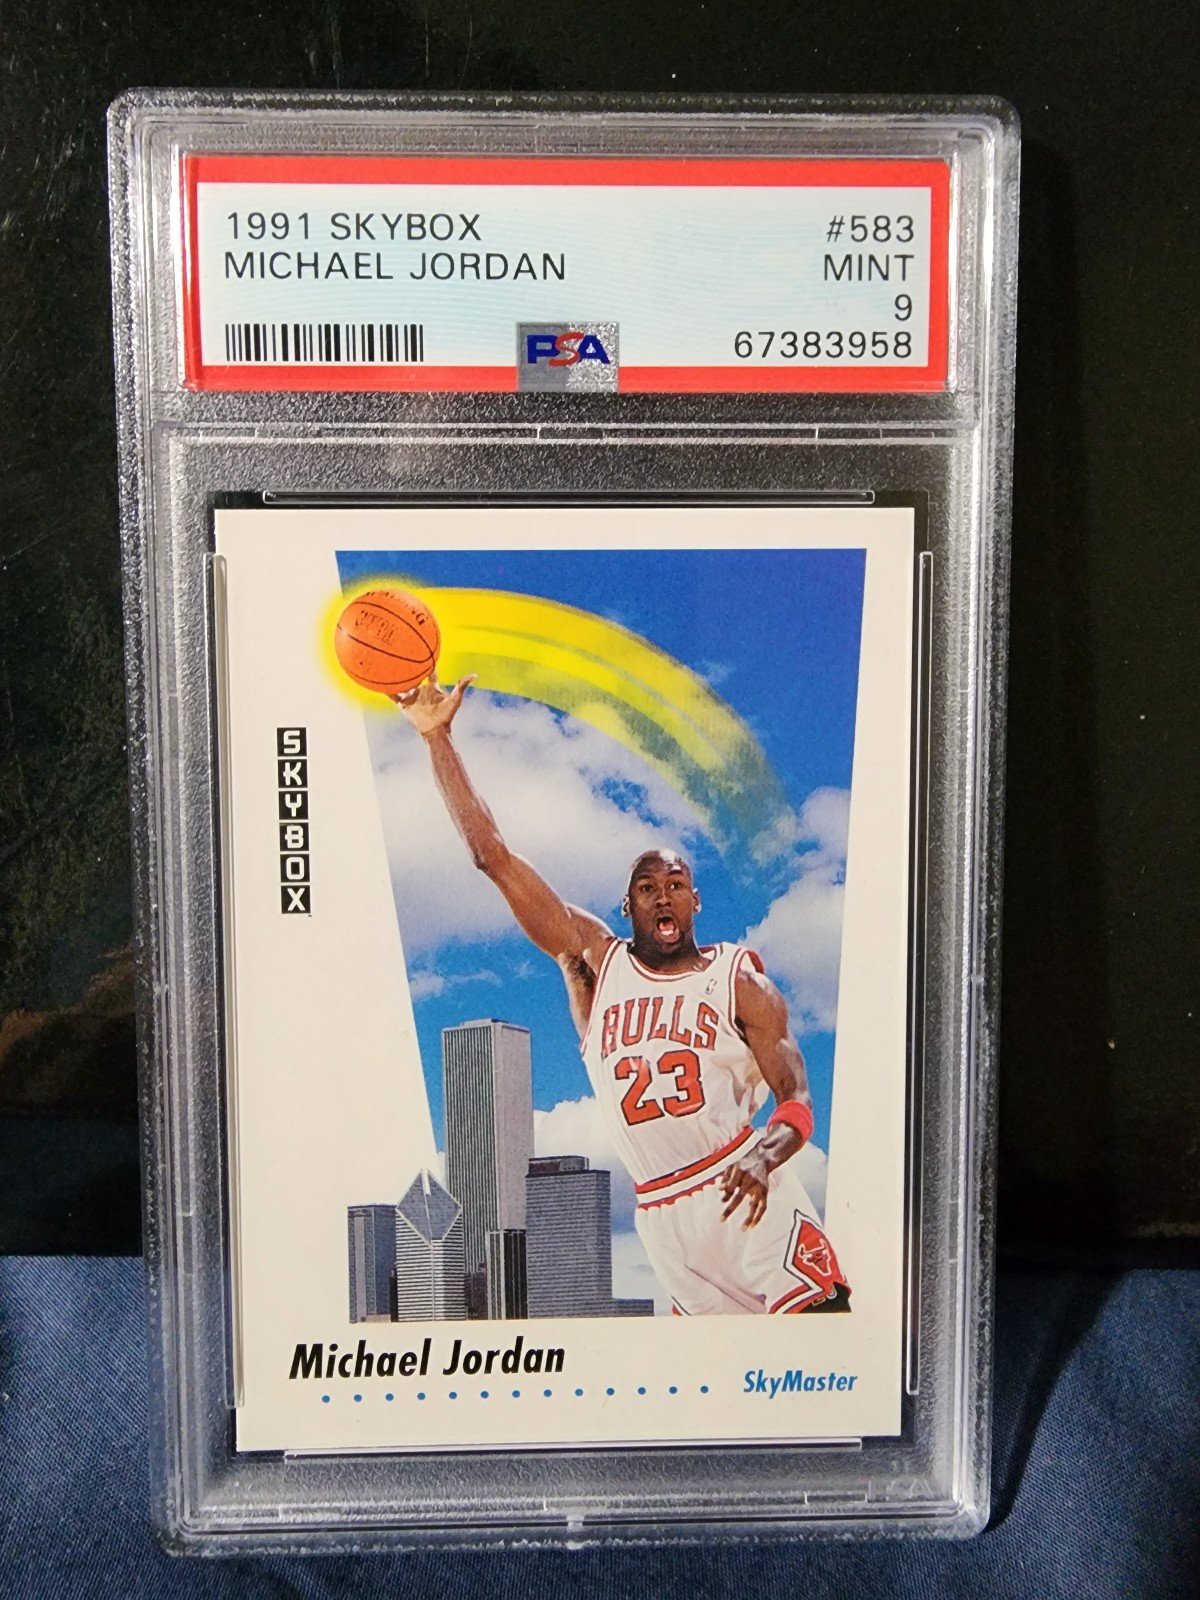 1991 SKYBOX #583
MICHAEL JORDAN MINT
9
PSA 67383958
SKYBOX
BULLS
23
Michael Jordan
SkyMaster